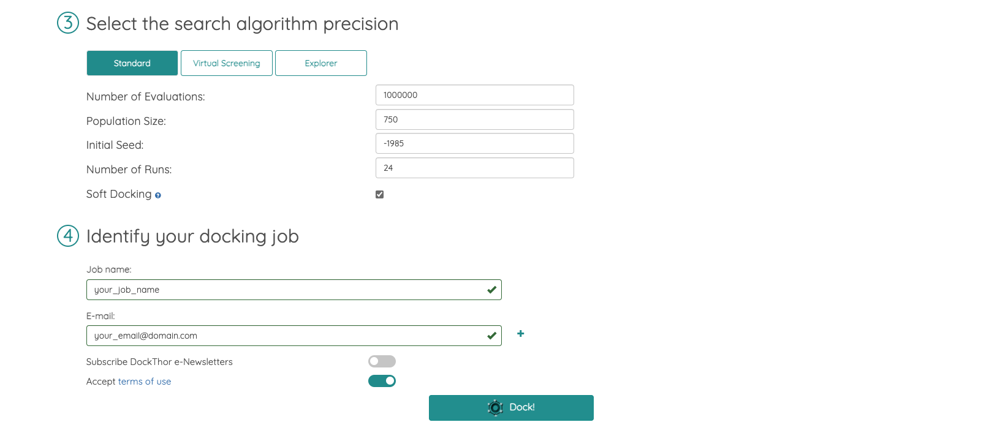 3 Select the search algorithm precision
Standard Virtual Screening Explorer
Number of Evaluations: 1000000
Population Size: 750
Initial Seed: -1985
Number of Runs: 24
Soft Docking ?
4 Identify your docking job
Job name:
your_job_name
E-mail:
your_email@domain.com
Subscribe DockThor e-Newsletters
Accept terms of use
Dock!